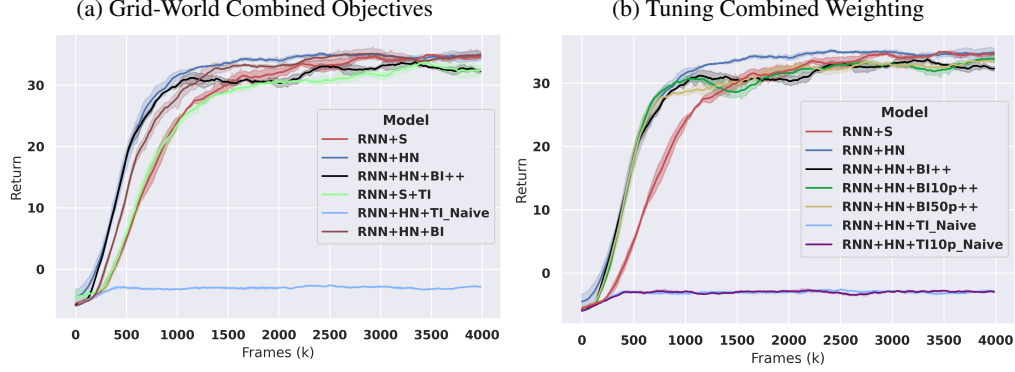 (a) Grid-World Combined Objectives
30
20
10
0
Return
0 500 1000 1500 2000 2500 3000 3500 4000
Frames (k)
Model
RNN+S
RNN+HN
RNN+HN+BI++
RNN+S+TI
RNN+HN+TI_Naive
RNN+HN+BI
(b) Tuning Combined Weighting
30
20
10
0
Return
0 500 1000 1500 2000 2500 3000 3500 4000
Frames (k)
Model
RNN+S
RNN+HN
RNN+HN+BI++
RNN+HN+BI10p++
RNN+HN+BI50p++
RNN+HN+TI_Naive
RNN+HN+TI10p_Naive